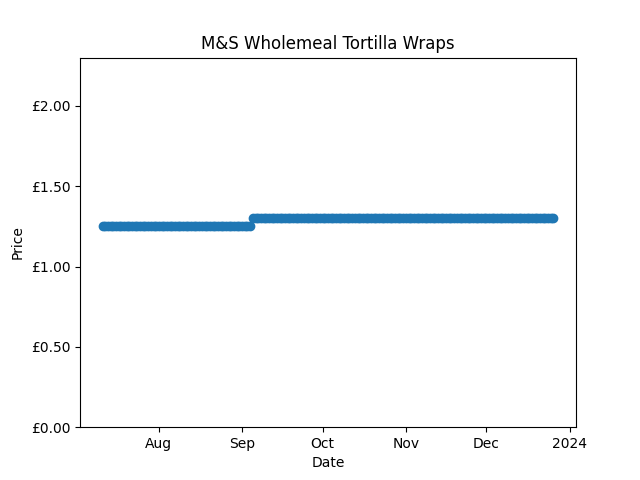 M&S Wholemeal Tortilla Wraps
£2.00
£1.50
£1.00
£0.50
£0.00
Price
Aug Sep Oct Nov Dec 2024
Date